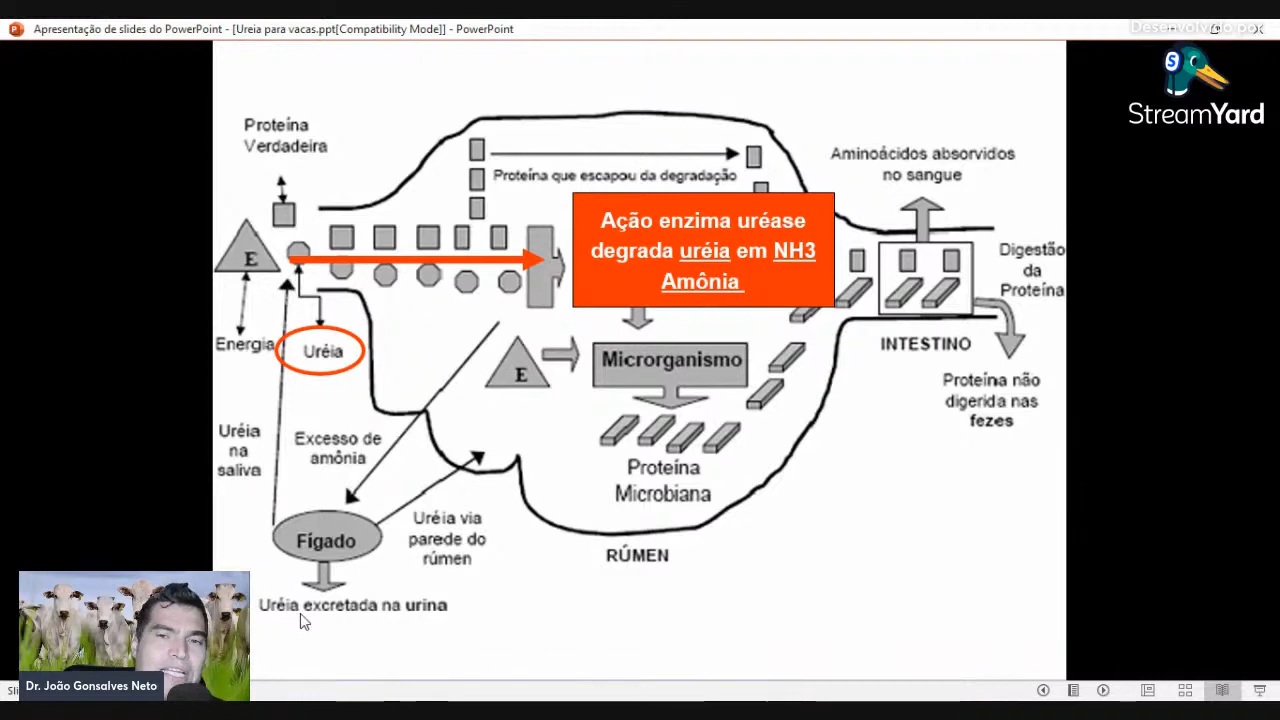 Apresentação de slides do PowerPoint - [Ureia para vacas.ppt[Compatibility Mode]] - PowerPoint
Desenvolvido por
S
StreamYard
Proteína
Verdadeira
Proteína que escapou da degradação
Aminoácidos absorvidos
no sangue
Ação enzima uréase
degrada uréia em NH3
Amônia
E
Digestão
da
Proteína
Energia
Uréia
E
Microrganismo
INTESTINO
Proteína não
digerida nas
fezes
Uréia
na
saliva
Excesso de
amônia
Proteína
Microbiana
Fígado
Uréia via
parede do
rúmen
RÚMEN
Uréia excretada na urina
Dr. João Gonsalves Neto